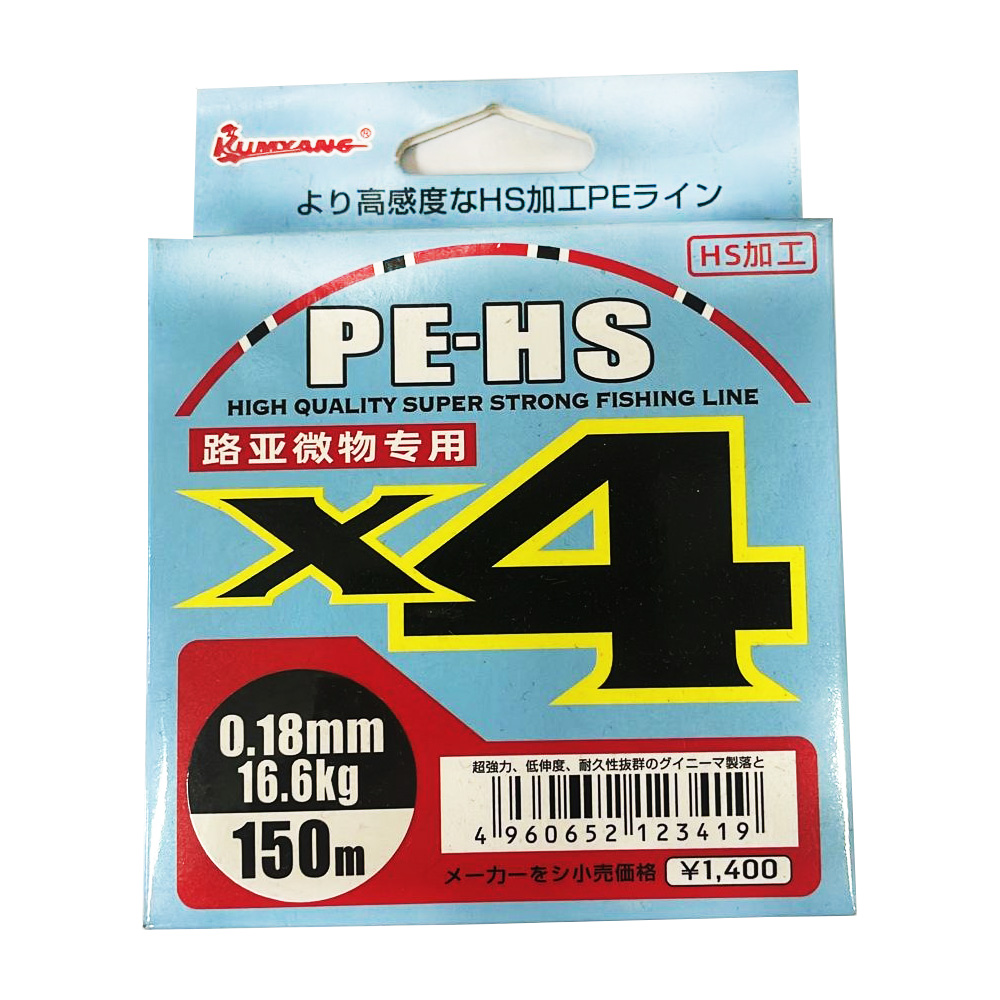 KUMYANG®
より高感度なHS加工PEライン
HS加工
PE-HS
HIGH QUALITY SUPER STRONG FISHING LINE
路亚微物专用
X4
0.18mm
16.6kg
150m
超強力、低伸度、耐久性抜群のグイニーマ製落と
4 960652 123419
メーカーをシ小売価格 ¥1,400